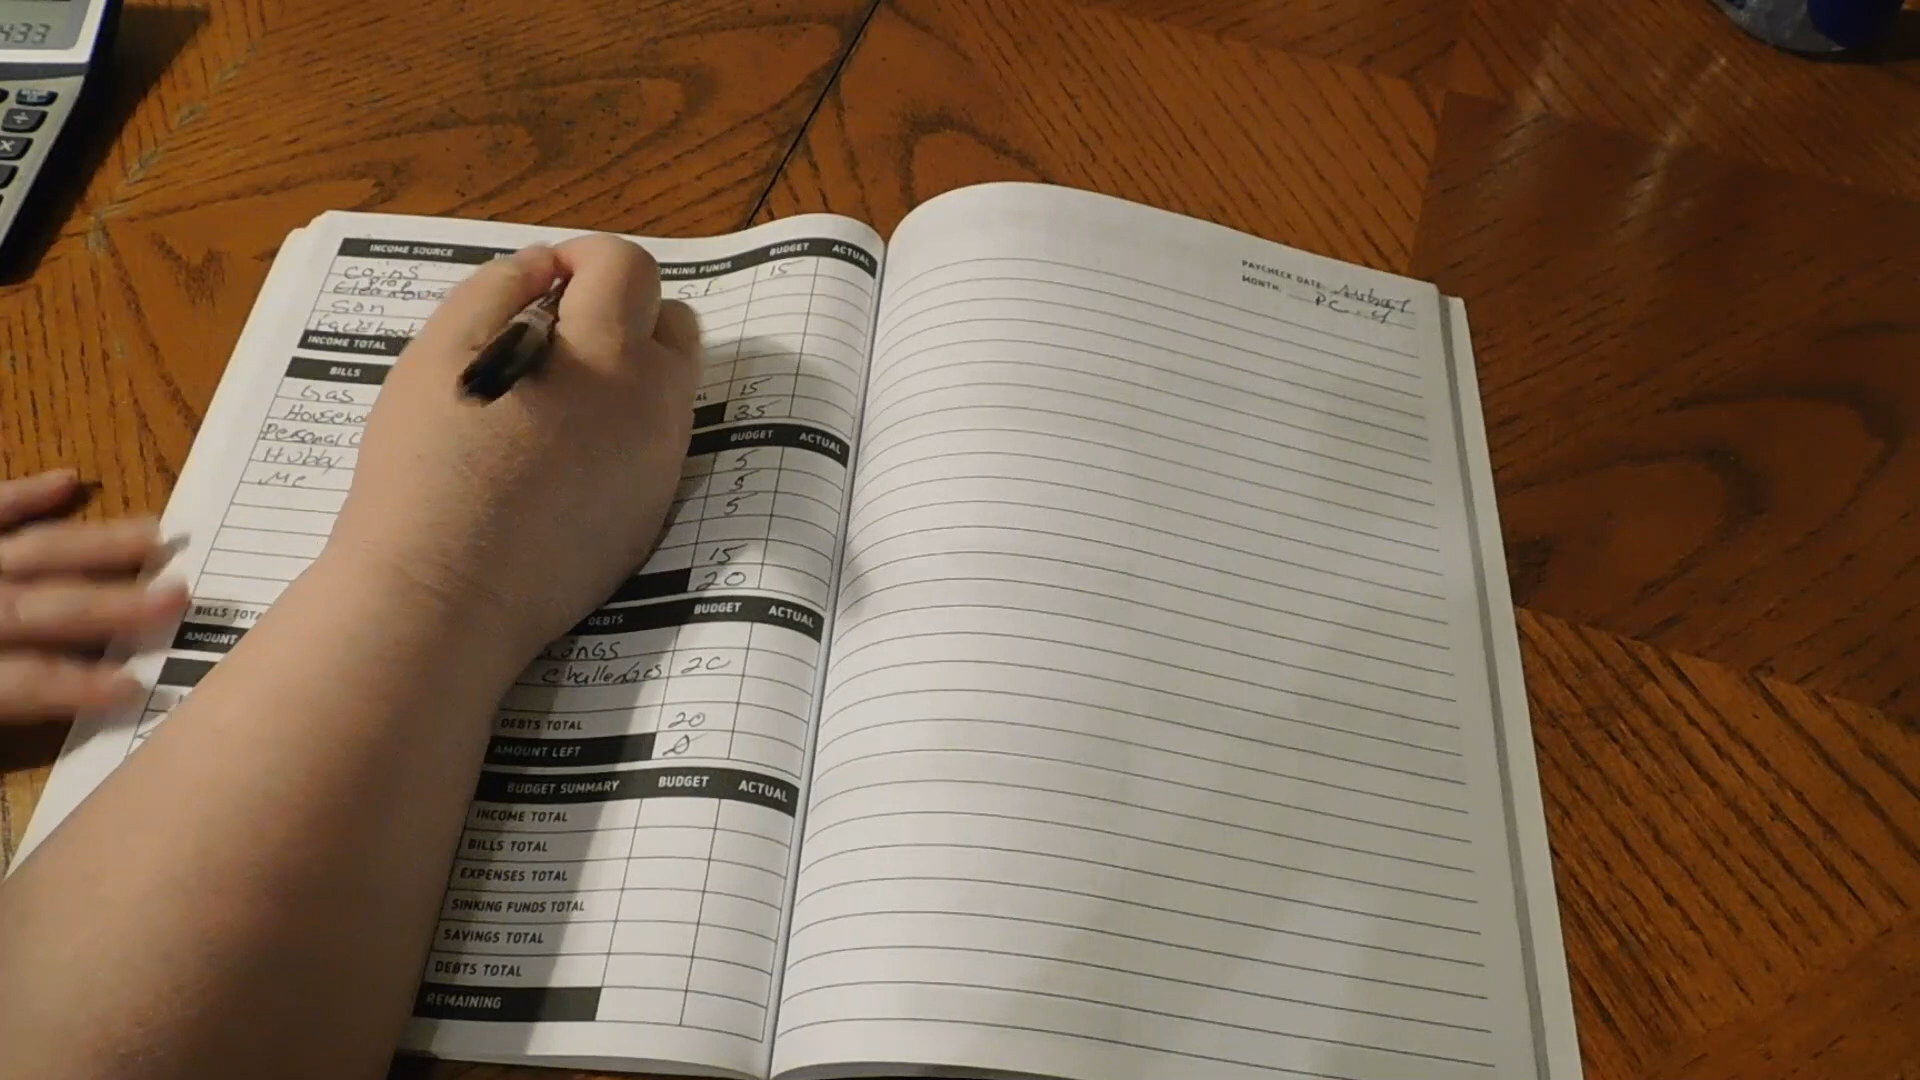 433
INCOME SOURCE
coins
Son
INCOME TOTAL
BILLS
Gas
Personal
Hubby
Me
AMOUNT
SINKING FUNDS BUDGET ACTUAL
S.F. 15
15
35
BUDGET ACTUAL
5
5
5
15
20
DEBTS BUDGET ACTUAL
challenges 20
DEBTS TOTAL 20
AMOUNT LEFT 0
BUDGET SUMMARY BUDGET ACTUAL
INCOME TOTAL
BILLS TOTAL
EXPENSES TOTAL
SINKING FUNDS TOTAL
SAVINGS TOTAL
DEBTS TOTAL
REMAINING
PAYCHECK DATE:
MONTH: PC. 4